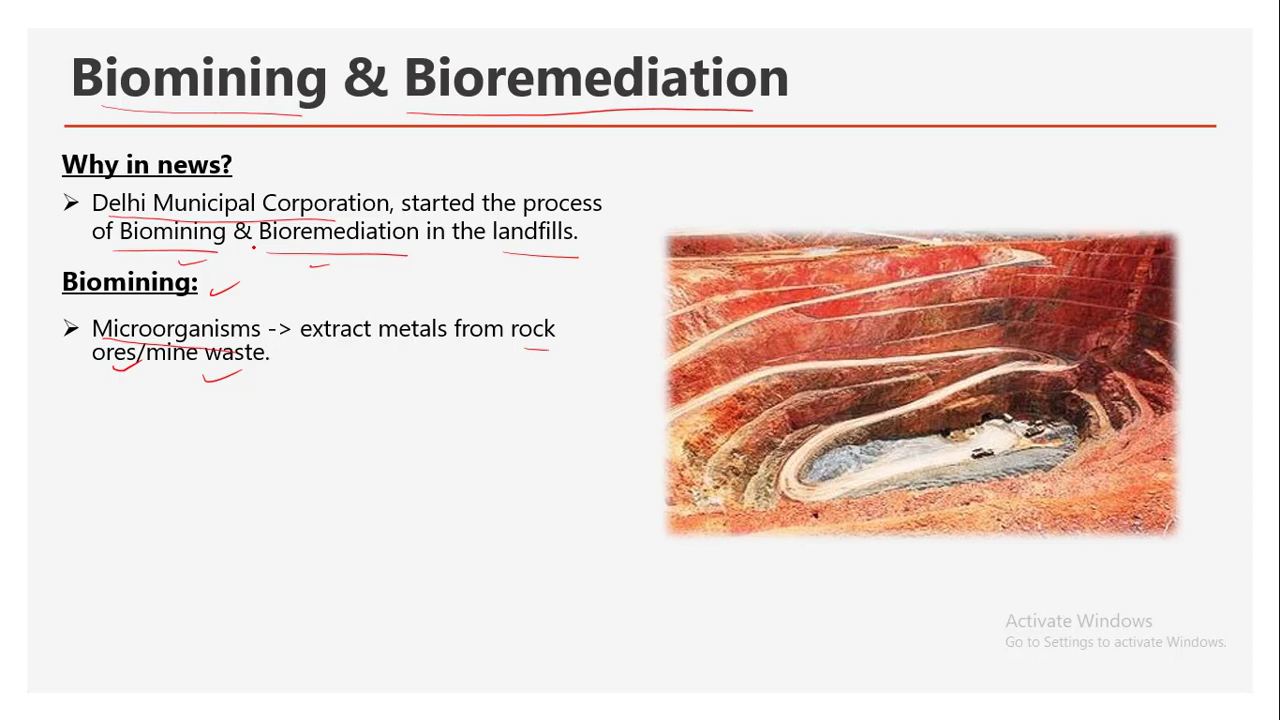 Biomining & Bioremediation
Why in news?
➢ Delhi Municipal Corporation, started the process
of Biomining & Bioremediation in the landfills.
Biomining:
➢ Microorganisms -> extract metals from rock
ores/mine waste.
Activate Windows
Go to Settings to activate Windows.